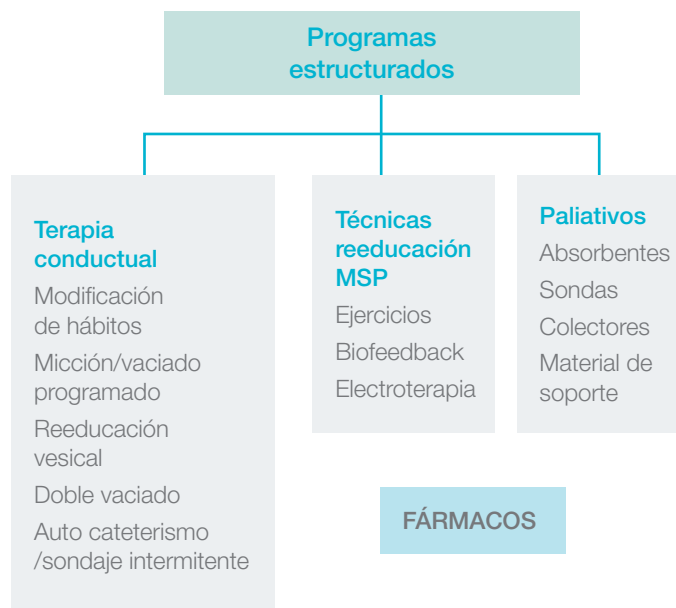 Programas
estructurados
Terapia
conductual
Modificación
de hábitos
Micción/vaciado
programado
Reeducación
vesical
Doble vaciado
Auto cateterismo
/sondaje intermitente
Técnicas
reeducación
MSP
Ejercicios
Biofeedback
Electroterapia
Paliativos
Absorbentes
Sondas
Colectores
Material de
soporte
FÁRMACOS